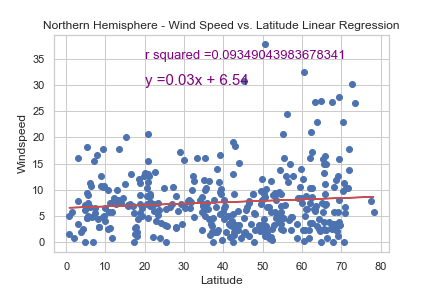 Northern Hemisphere - Wind Speed vs. Latitude Linear Regression
r squared =0.09349043983678341
y =0.03x + 6.54
Windspeed
35
30
25
20
15
10
5
0
0 10 20 30 40 50 60 70 80
Latitude